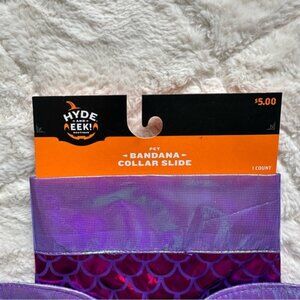 HYDE
AND
EEK!
BOUTIQUE
$5.00
PET
BANDANA
COLLAR SLIDE
1 COUNT